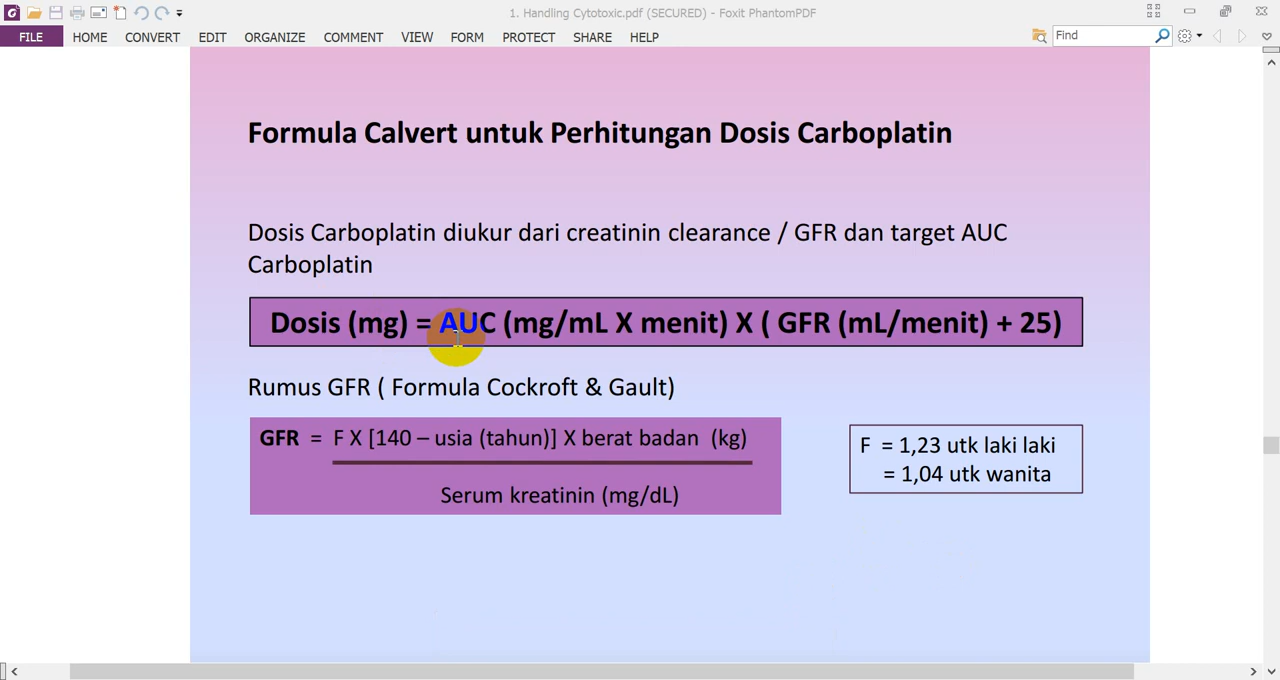 1. Handling Cytotoxic.pdf (SECURED) - Foxit PhantomPDF
FILE HOME CONVERT EDIT ORGANIZE COMMENT VIEW FORM PROTECT SHARE HELP Find
Formula Calvert untuk Perhitungan Dosis Carboplatin
Dosis Carboplatin diukur dari creatinin clearance / GFR dan target AUC
Carboplatin
Dosis (mg) = AUC (mg/mL X menit) X ( GFR (mL/menit) + 25)
Rumus GFR ( Formula Cockroft & Gault)
GFR = F X [140 – usia (tahun)] X berat badan (kg)
Serum kreatinin (mg/dL)
F = 1,23 utk laki laki
= 1,04 utk wanita